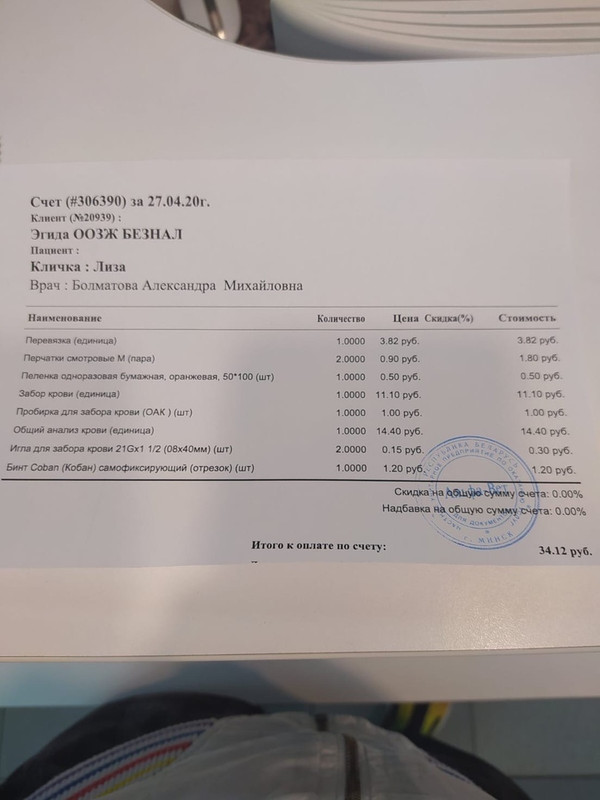 Счет (#306390) за 27.04.20г.
Клиент (№20939) :
Эгида ООЗЖ БЕЗНАЛ
Пациент :
Кличка : Лиза
Врач : Болматова Александра Михайловна
Наименование Количество Цена Скидка(%) Стоимость
Перевязка (единица) 1.0000 3.82 руб. 3.82 руб.
Перчатки смотровые М (пара) 2.0000 0.90 руб. 1.80 руб.
Пеленка одноразовая бумажная, оранжевая, 50*100 (шт) 1.0000 0.50 руб. 0.50 руб.
Забор крови (единица) 1.0000 11.10 руб. 11.10 руб.
Пробирка для забора крови (ОАК ) (шт) 1.0000 1.00 руб. 1.00 руб.
Общий анализ крови (единица) 1.0000 14.40 руб. 14.40 руб.
Игла для забора крови 21Gx1 1/2 (08х40мм) (шт) 2.0000 0.15 руб. 0.30 руб.
Бинт Coban (Кобан) самофиксирующий (отрезок) (шт) 1.0000 1.20 руб. 1.20 руб.
Скидка на общую сумму счета: 0.00%
Надбавка на общую сумму счета: 0.00%
Итого к оплате по счету: 34.12 руб.
РЕСПУБЛИКА БЕЛАРУСЬ
г. МИНСК